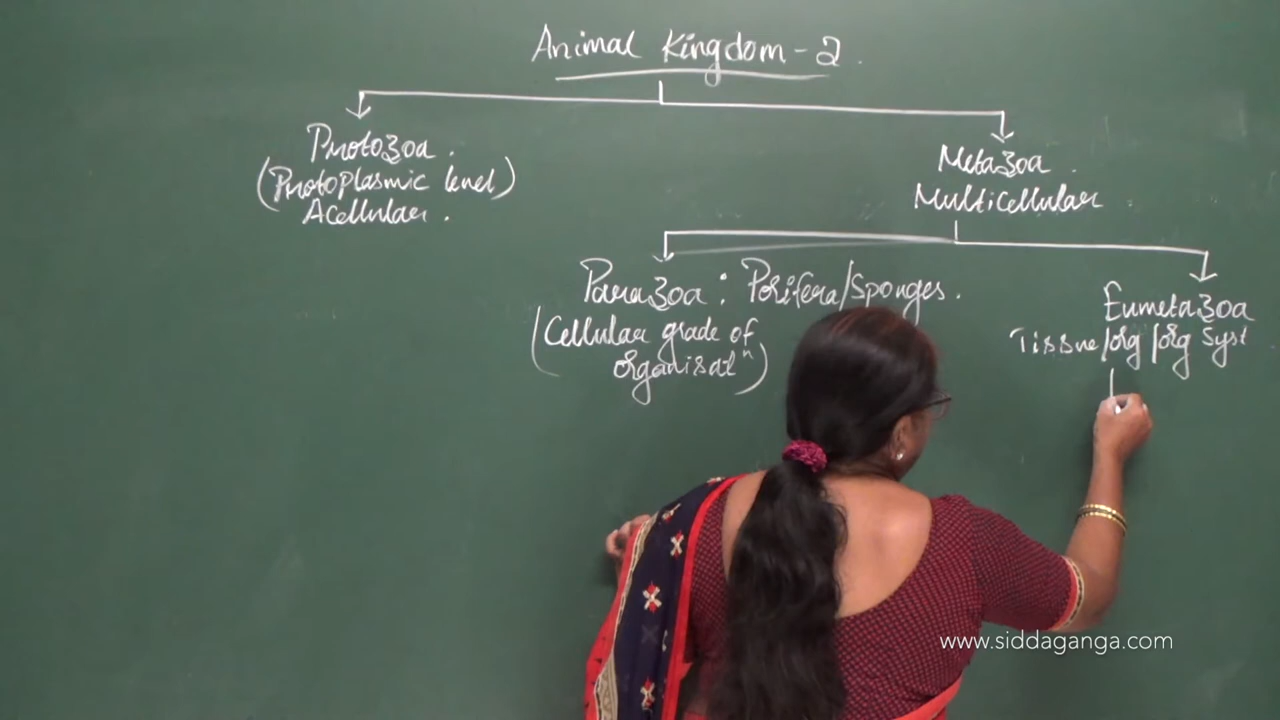 Animal Kingdom - 2.
Protozoa.
(Protoplasmic level)
Acellular.
Metazoa.
Multicellular
Parazoa: Porifera/Sponges.
(Cellular grade of
organisatⁿ)
Eumetazoa
Tissue/org/org Syst
www.siddaganga.com